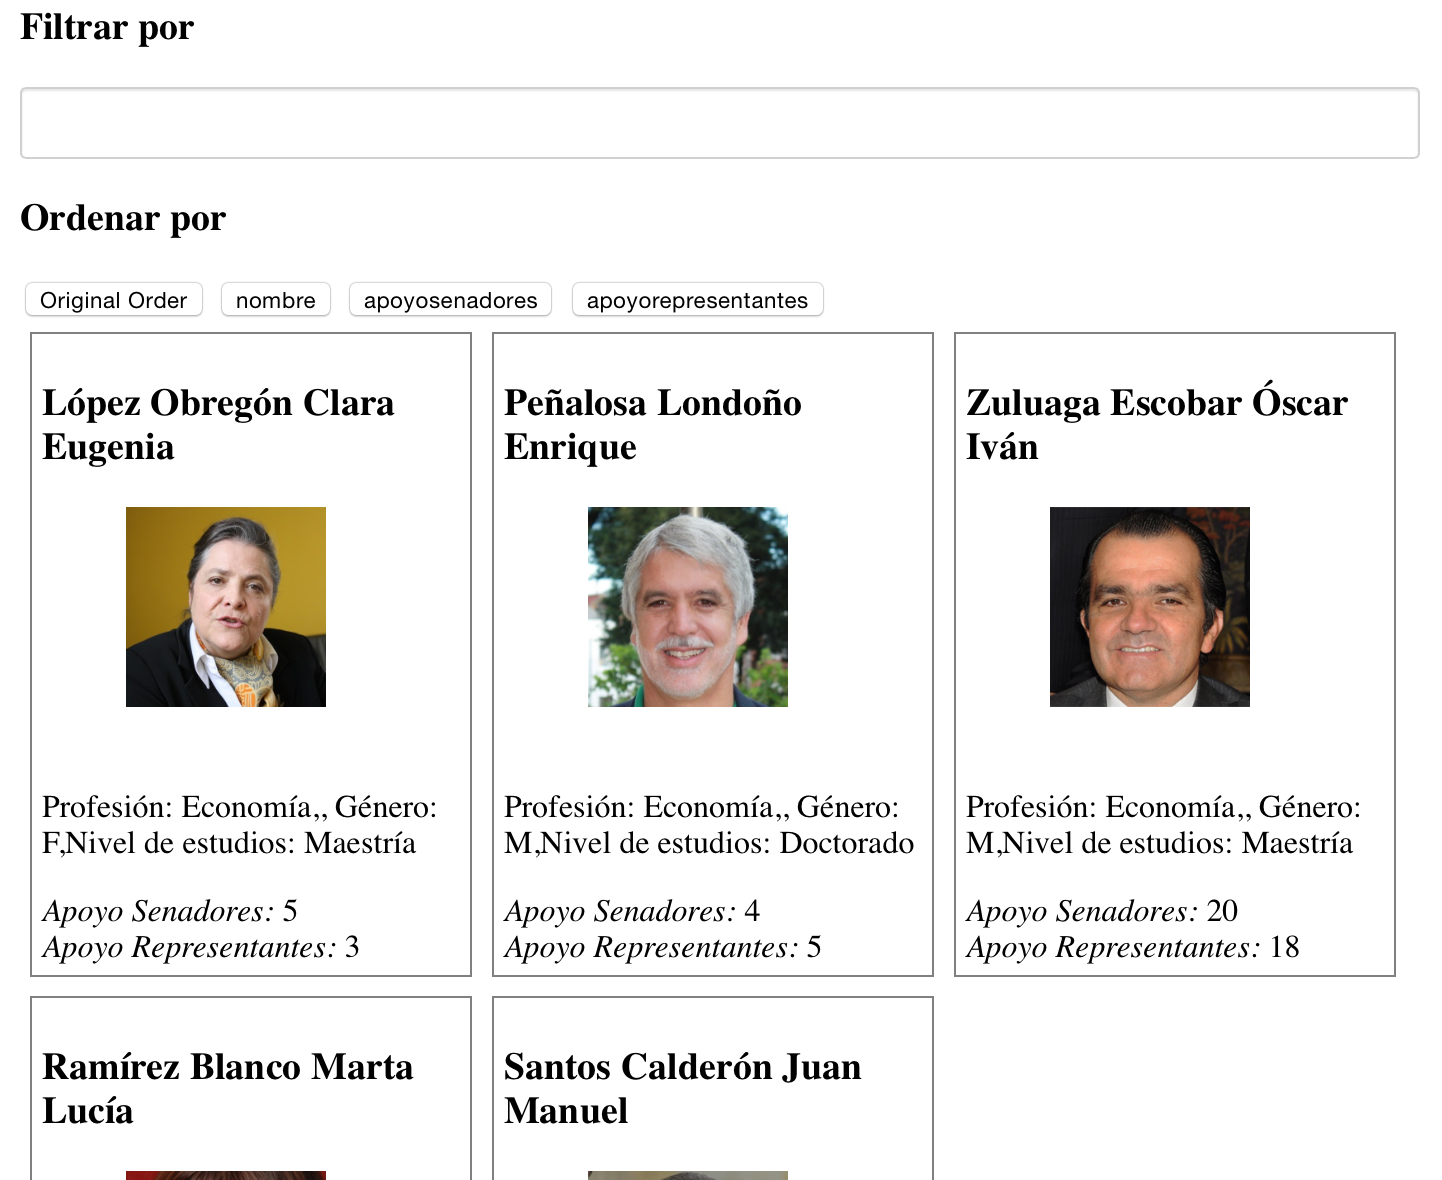 Filtrar por
Ordenar por
Original Order nombre apoyosenadores apoyorepresentantes
López Obregón Clara
Eugenia
Profesión: Economía,, Género:
F,Nivel de estudios: Maestría
Apoyo Senadores: 5
Apoyo Representantes: 3
Peñalosa Londoño
Enrique
Profesión: Economía,, Género:
M,Nivel de estudios: Doctorado
Apoyo Senadores: 4
Apoyo Representantes: 5
Zuluaga Escobar Óscar
Iván
Profesión: Economía,, Género:
M,Nivel de estudios: Maestría
Apoyo Senadores: 20
Apoyo Representantes: 18
Ramírez Blanco Marta
Lucía
Santos Calderón Juan
Manuel